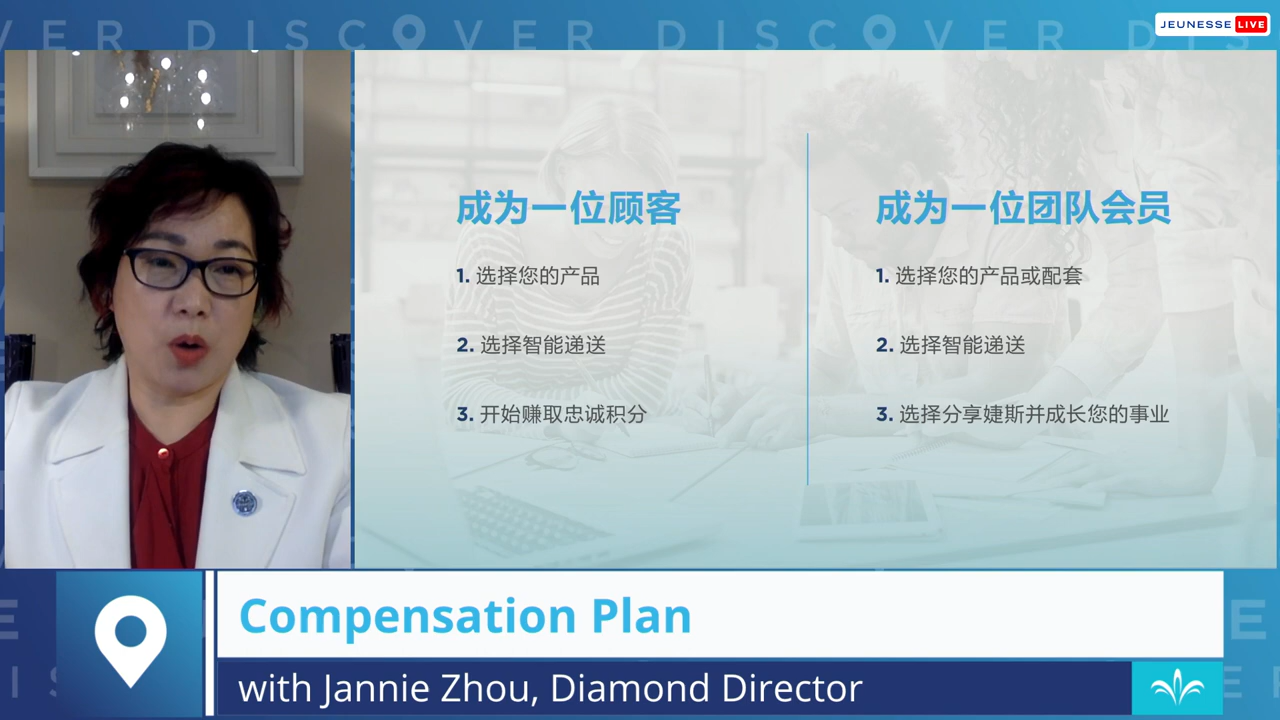 VER DISCOVER DISCOVER DIS
JEUNESSE LIVE
成为一位顾客
1. 选择您的产品
2. 选择智能递送
3. 开始赚取忠诚积分
成为一位团队会员
1. 选择您的产品或配套
2. 选择智能递送
3. 选择分享婕斯并成长您的事业
Compensation Plan
with Jannie Zhou, Diamond Director